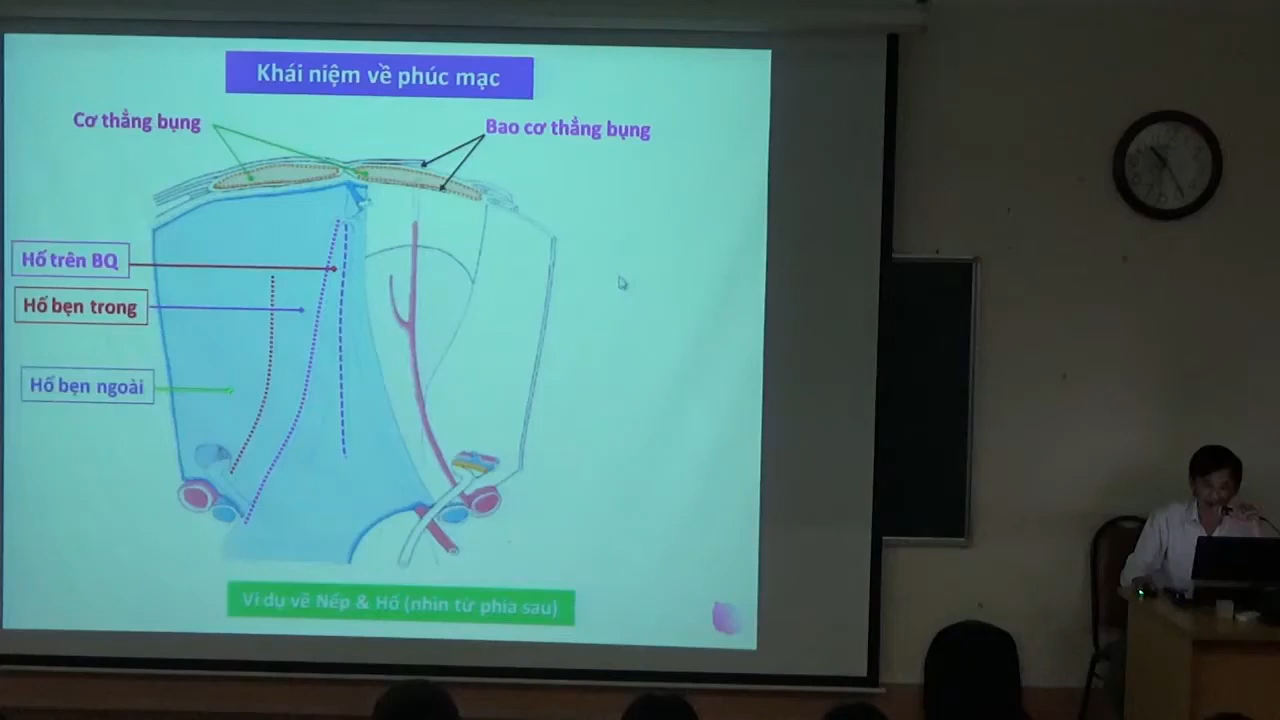 Khái niệm về phúc mạc
Cơ thẳng bụng
Bao cơ thẳng bụng
Hố trên BQ
Hố bẹn trong
Hố bẹn ngoài
Ví dụ về Nếp & Hố (nhìn từ phía sau)